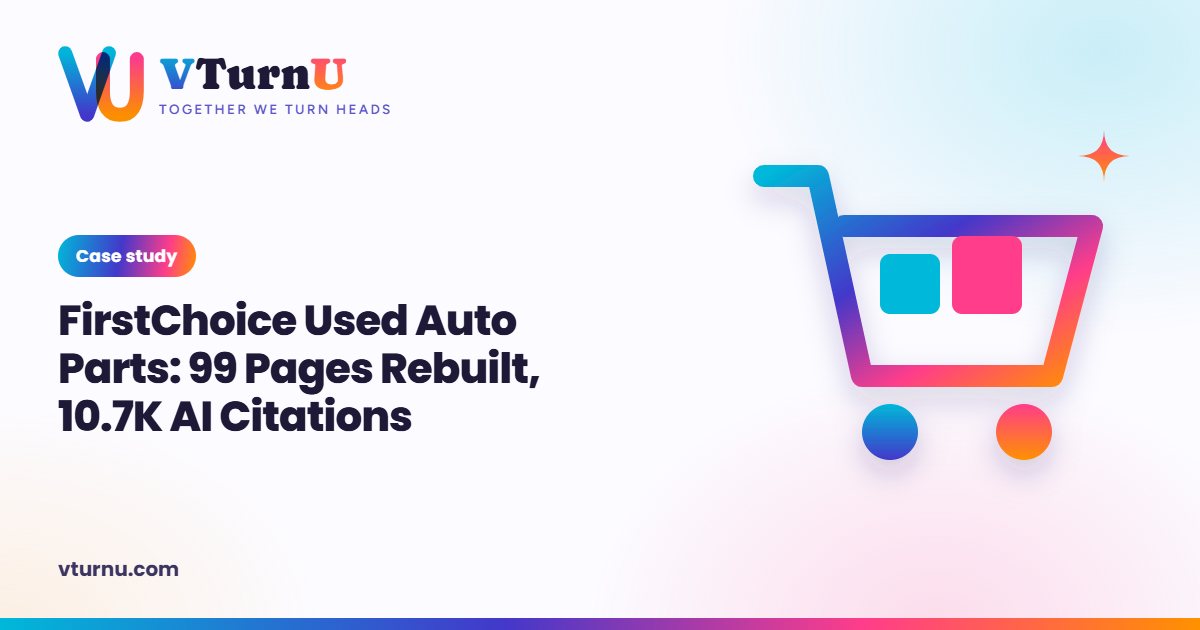 VTurnU
TOGETHER WE TURN HEADS
Case study
FirstChoice Used Auto
Parts: 99 Pages Rebuilt,
10.7K AI Citations
vturnu.com